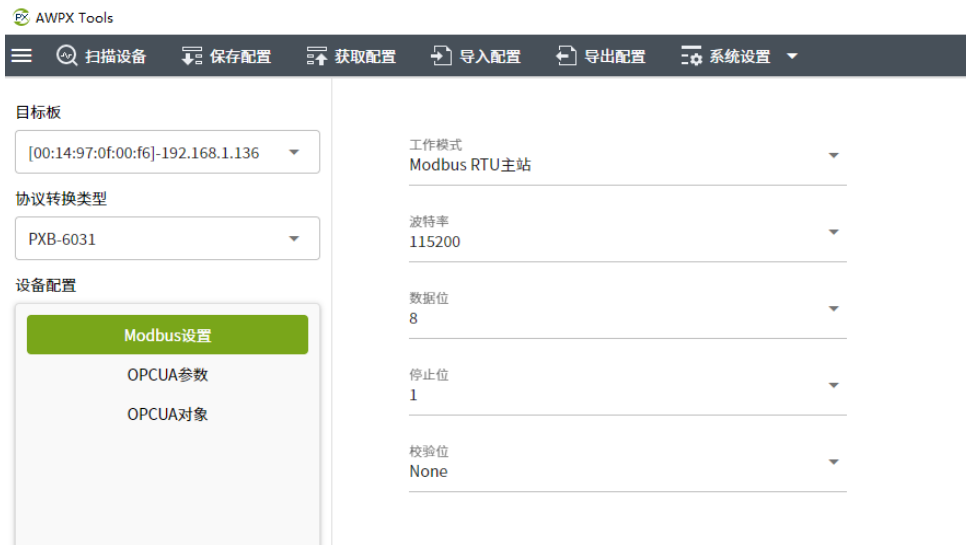 AWPX Tools
扫描设备 保存配置 获取配置 导入配置 导出配置 系统设置
目标板
[00:14:97:0f:00:f6]-192.168.1.136
协议转换类型
PXB-6031
设备配置
Modbus设置
OPCUA参数
OPCUA对象
工作模式
Modbus RTU主站
波特率
115200
数据位
8
停止位
1
校验位
None